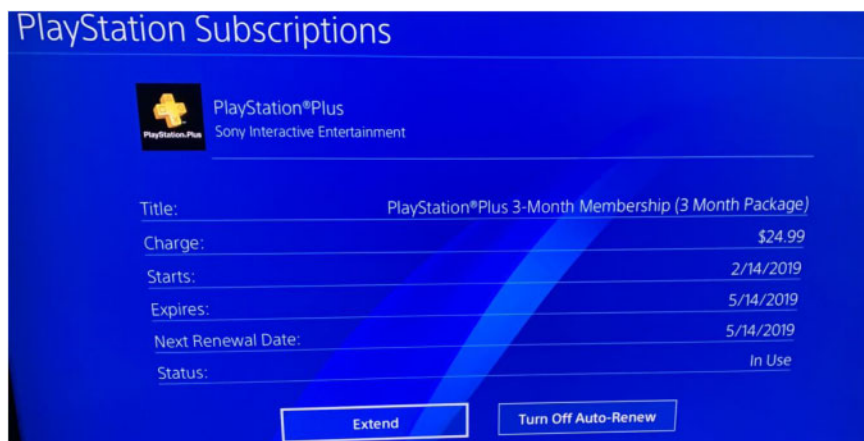 PlayStation Subscriptions
PlayStation®Plus
PlayStation.Plus
Sony Interactive Entertainment
Title: PlayStation®Plus 3-Month Membership (3 Month Package)
Charge: $24.99
Starts: 2/14/2019
Expires: 5/14/2019
Next Renewal Date: 5/14/2019
Status: In Use
Extend Turn Off Auto-Renew